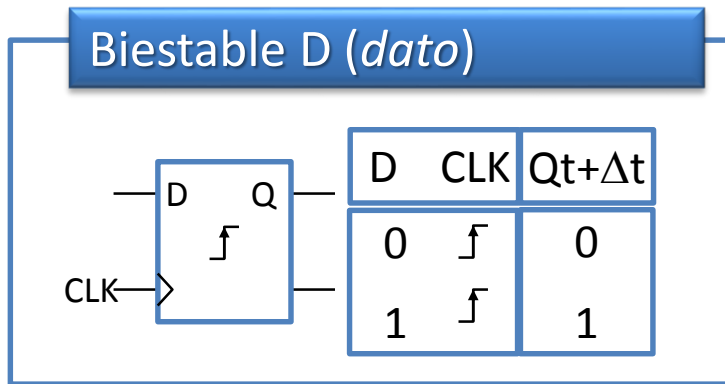 Biestable D (dato)
D Q
CLK
D CLK Qt+Δt
0 0
1 1